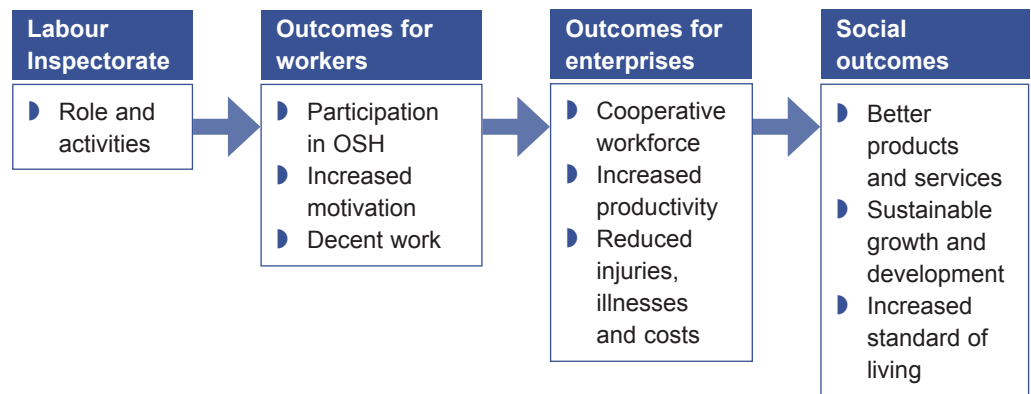 Labour
Inspectorate
Role and
activities
Outcomes for
workers
Participation
in OSH
Increased
motivation
Decent work
Outcomes for
enterprises
Cooperative
workforce
Increased
productivity
Reduced
injuries,
illnesses
and costs
Social
outcomes
Better
products
and services
Sustainable
growth and
development
Increased
standard of
living